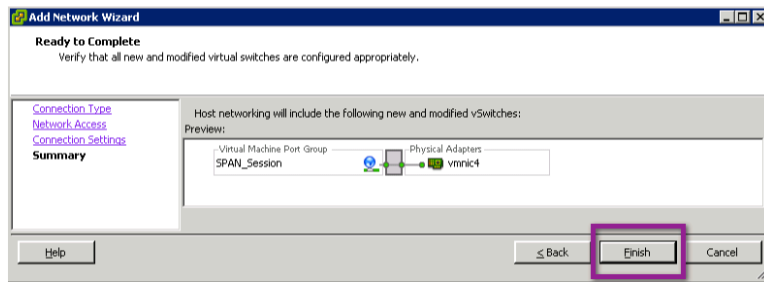 Add Network Wizard
Ready to Complete
Verify that all new and modified virtual switches are configured appropriately.
Connection Type
Network Access
Connection Settings
Summary
Host networking will include the following new and modified vSwitches:
Preview:
Virtual Machine Port Group
Physical Adapters
SPAN_Session
vmnic4
Help
≤ Back
Finish
Cancel